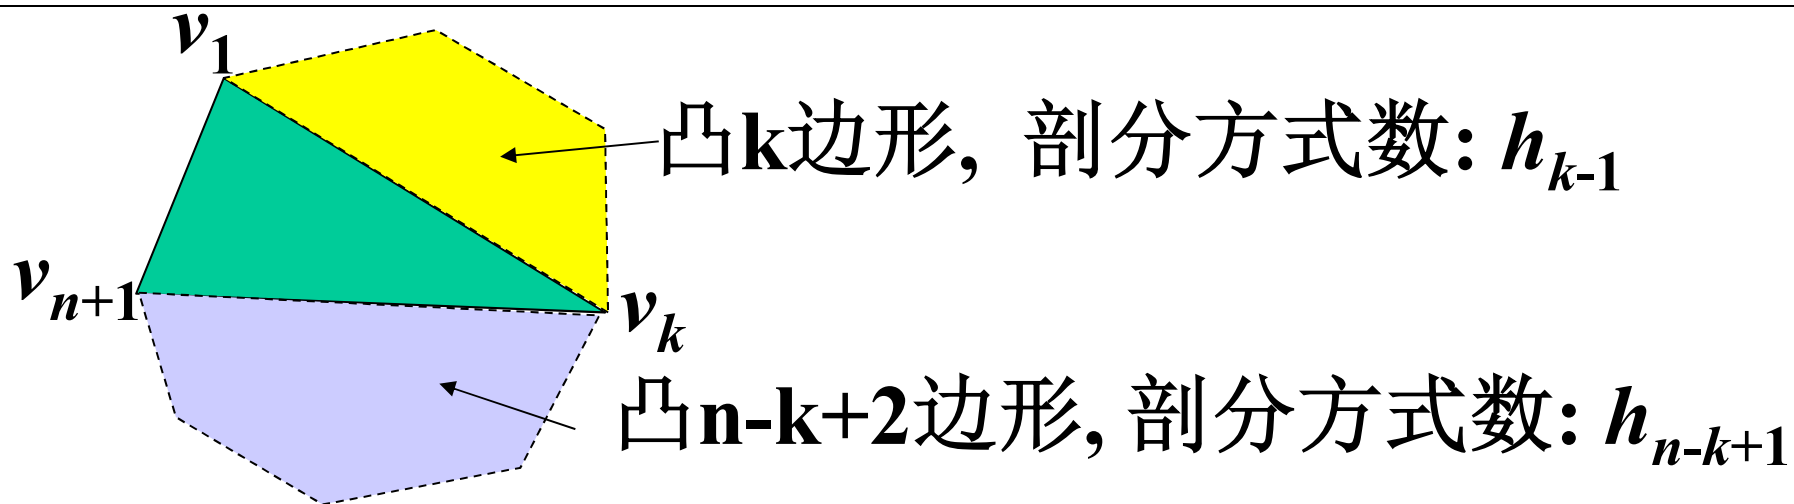 v₁
凸k边形, 剖分方式数: hₖ₋₁
vₙ₊₁
vₖ
凸n-k+2边形, 剖分方式数: hₙ₋ₖ₊₁